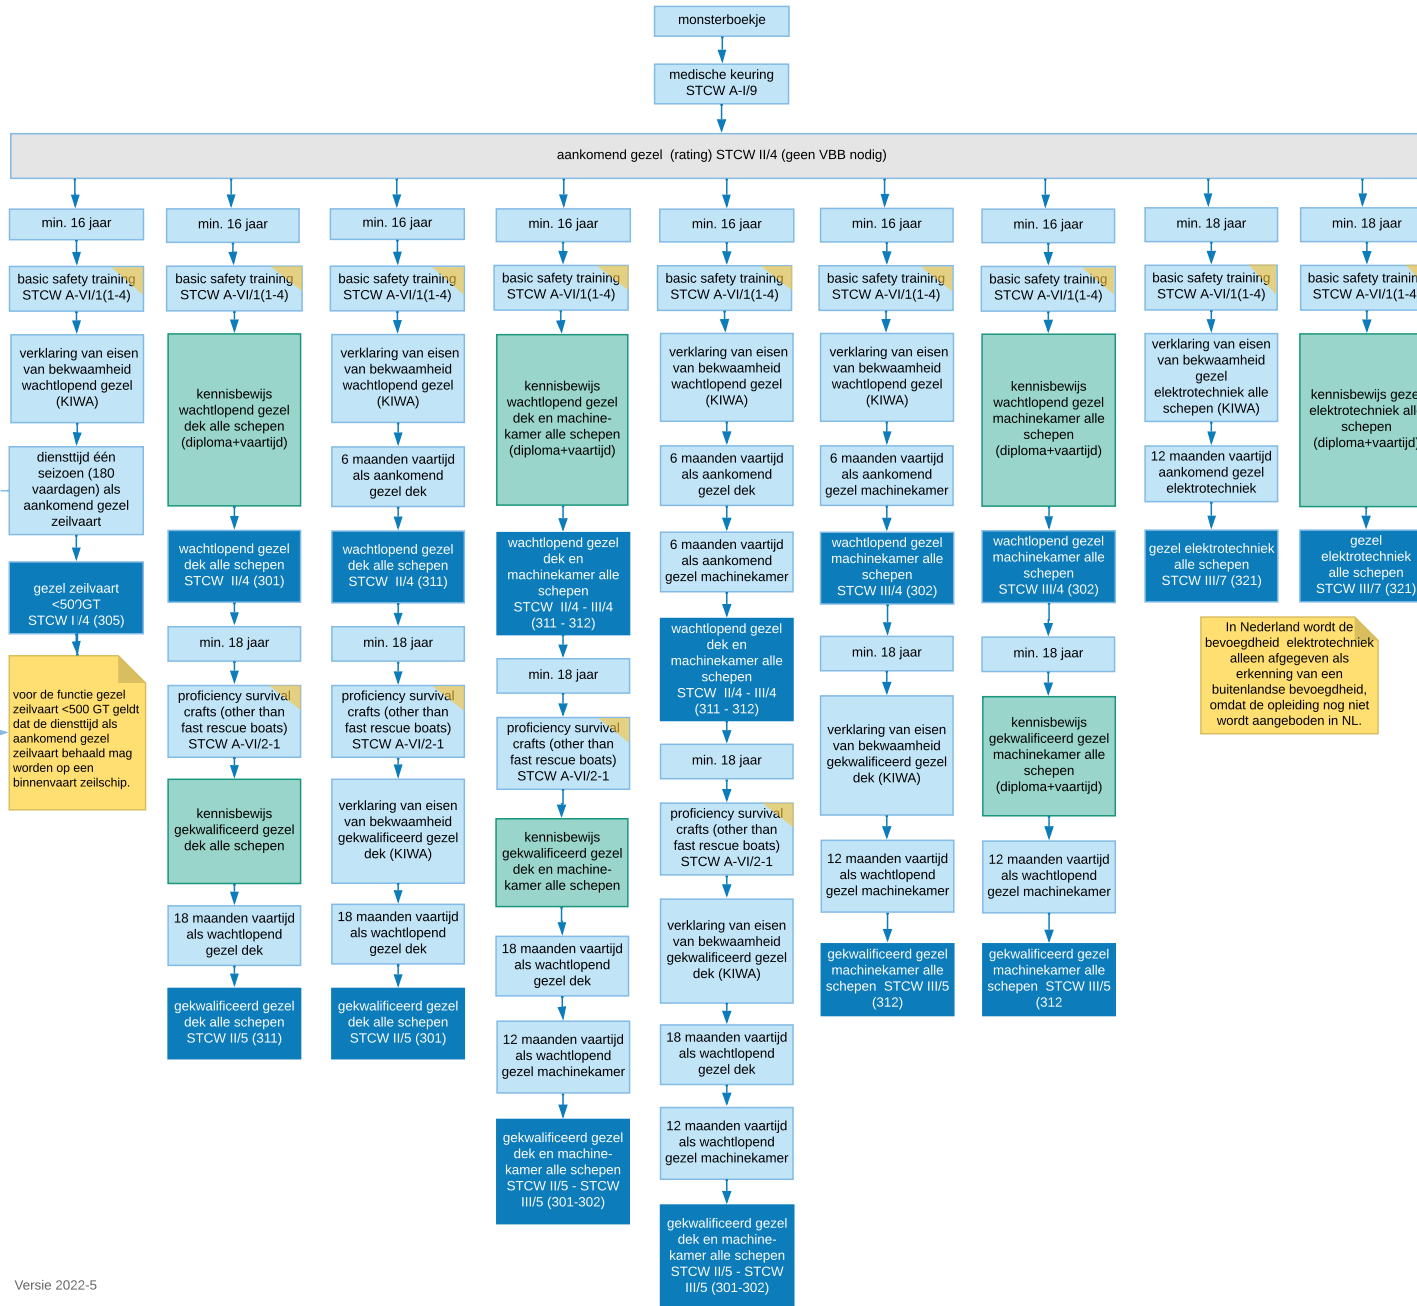 monsterboekje
medische keuring
STCW A-I/9
aankomend gezel  (rating) STCW II/4 (geen VBB nodig)
min. 16 jaar
basic safety training
STCW A-VI/1(1-4)
verklaring van eisen
van bekwaamheid
wachtlopend gezel
(KIWA)
diensttijd één
seizoen (180
vaardagen) als
aankomend gezel
zeilvaart
gezel zeilvaart
<500GT
STCW I /4 (305)
voor de functie gezel
zeilvaart <500 GT geldt
dat de diensttijd als
aankomend gezel
zeilvaart behaald mag
worden op een
binnenvaart zeilschip.
min. 16 jaar
basic safety training
STCW A-VI/1(1-4)
kennisbewijs
wachtlopend gezel
dek alle schepen
(diploma+vaartijd)
wachtlopend gezel
dek alle schepen
STCW  II/4 (301)
min. 18 jaar
proficiency survival
crafts (other than
fast rescue boats)
STCW A-VI/2-1
kennisbewijs
gekwalificeerd gezel
dek alle schepen
18 maanden vaartijd
als wachtlopend
gezel dek
gekwalificeerd gezel
dek alle schepen
STCW II/5 (311)
min. 16 jaar
basic safety training
STCW A-VI/1(1-4)
verklaring van eisen
van bekwaamheid
wachtlopend gezel
(KIWA)
6 maanden vaartijd
als aankomend
gezel dek
wachtlopend gezel
dek alle schepen
STCW  II/4 (311)
min. 18 jaar
proficiency survival
crafts (other than
fast rescue boats)
STCW A-VI/2-1
verklaring van eisen
van bekwaamheid
gekwalificeerd gezel
dek (KIWA)
18 maanden vaartijd
als wachtlopend
gezel dek
gekwalificeerd gezel
dek alle schepen
STCW II/5 (301)
min. 16 jaar
basic safety training
STCW A-VI/1(1-4)
kennisbewijs
wachtlopend gezel
dek en machine-
kamer alle schepen
(diploma+vaartijd)
wachtlopend gezel
dek en
machinekamer alle
schepen
STCW  II/4 - III/4
(311 - 312)
min. 18 jaar
proficiency survival
crafts (other than
fast rescue boats)
STCW A-VI/2-1
kennisbewijs
gekwalificeerd gezel
dek en machine-
kamer alle schepen
18 maanden vaartijd
als wachtlopend
gezel dek
12 maanden vaartijd
als wachtlopend
gezel machinekamer
gekwalificeerd gezel
dek en machine-
kamer alle schepen
STCW II/5 - STCW
III/5 (301-302)
min. 16 jaar
basic safety training
STCW A-VI/1(1-4)
verklaring van eisen
van bekwaamheid
wachtlopend gezel
(KIWA)
6 maanden vaartijd
als aankomend
gezel dek
6 maanden vaartijd
als aankomend
gezel machinekamer
wachtlopend gezel
dek en
machinekamer alle
schepen
STCW  II/4 - III/4
(311 - 312)
min. 18 jaar
proficiency survival
crafts (other than
fast rescue boats)
STCW A-VI/2-1
verklaring van eisen
van bekwaamheid
gekwalificeerd gezel
dek (KIWA)
18 maanden vaartijd
als wachtlopend
gezel dek
12 maanden vaartijd
als wachtlopend
gezel machinekamer
gekwalificeerd gezel
dek en machine-
kamer alle schepen
STCW II/5 - STCW
III/5 (301-302)
min. 16 jaar
basic safety training
STCW A-VI/1(1-4)
verklaring van eisen
van bekwaamheid
wachtlopend gezel
(KIWA)
6 maanden vaartijd
als aankomend
gezel machinekamer
wachtlopend gezel
machinekamer alle
schepen
STCW III/4 (302)
min. 18 jaar
verklaring van eisen
van bekwaamheid
gekwalificeerd gezel
dek (KIWA)
12 maanden vaartijd
als wachtlopend
gezel machinekamer
gekwalificeerd gezel
machinekamer alle
schepen  STCW III/5
(312)
min. 16 jaar
basic safety training
STCW A-VI/1(1-4)
kennisbewijs
wachtlopend gezel
machinekamer alle
schepen
(diploma+vaartijd)
wachtlopend gezel
machinekamer alle
schepen
STCW III/4 (302)
min. 18 jaar
kennisbewijs
gekwalificeerd gezel
machinekamer alle
schepen
(diploma+vaartijd)
12 maanden vaartijd
als wachtlopend
gezel machinekamer
gekwalificeerd gezel
machinekamer alle
schepen  STCW III/5
(312
min. 18 jaar
basic safety training
STCW A-VI/1(1-4)
verklaring van eisen
van bekwaamheid
gezel
elektrotechniek alle
schepen (KIWA)
12 maanden vaartijd
aankomend gezel
elektrotechniek
gezel elektrotechniek
alle schepen
STCW III/7 (321)
min. 18 jaar
basic safety trainin
STCW A-VI/1(1-4
kennisbewijs geze
elektrotechniek all
schepen
(diploma+vaartijd)
gezel
elektrotechniek
alle schepen
STCW III/7 (321)
In Nederland wordt de
bevoegdheid  elektrotechniek
alleen afgegeven als
erkenning van een
buitenlandse bevoegdheid,
omdat de opleiding nog niet
wordt aangeboden in NL.
Versie 2022-5